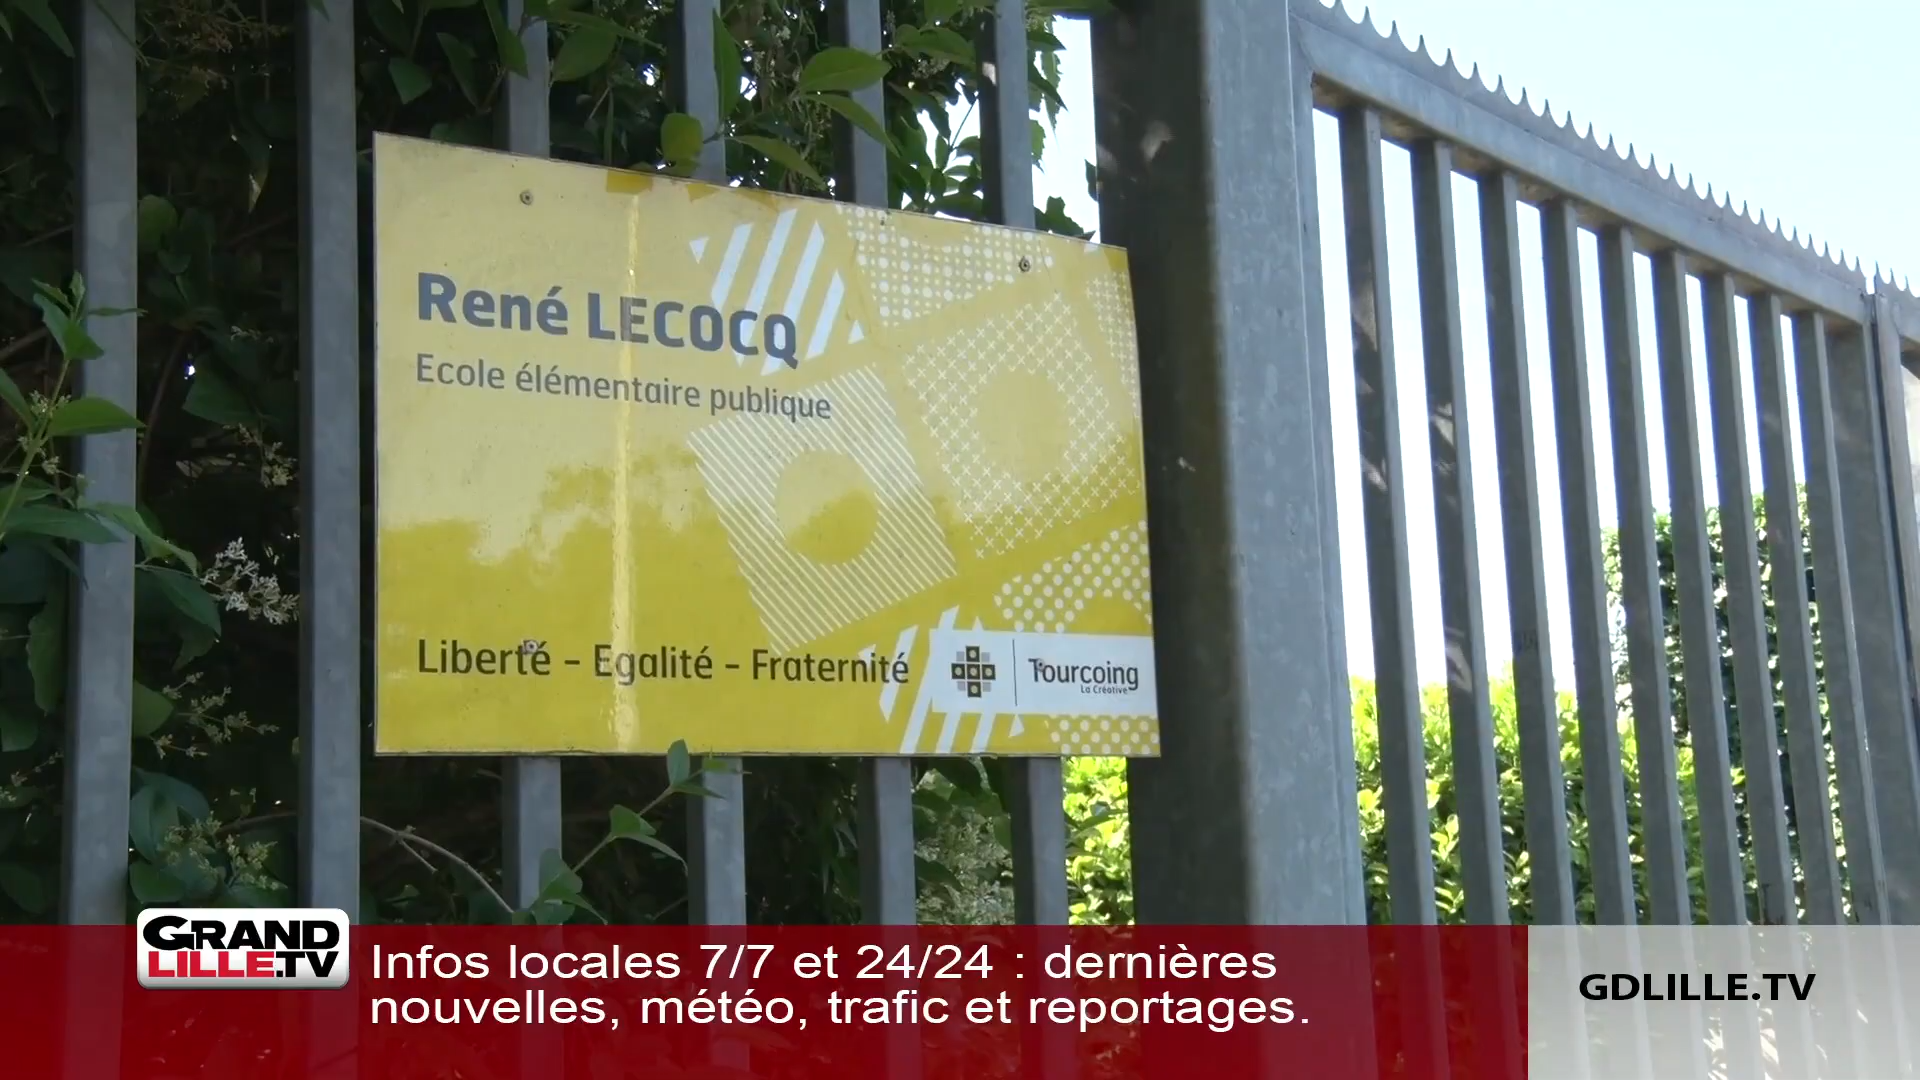 René LECOCQ
Ecole élémentaire publique
Liberté - Egalité - Fraternité
Tourcoing
La Créative
GRAND
LILLE.TV
Infos locales 7/7 et 24/24 : dernières
nouvelles, météo, trafic et reportages.
GDLILLE.TV